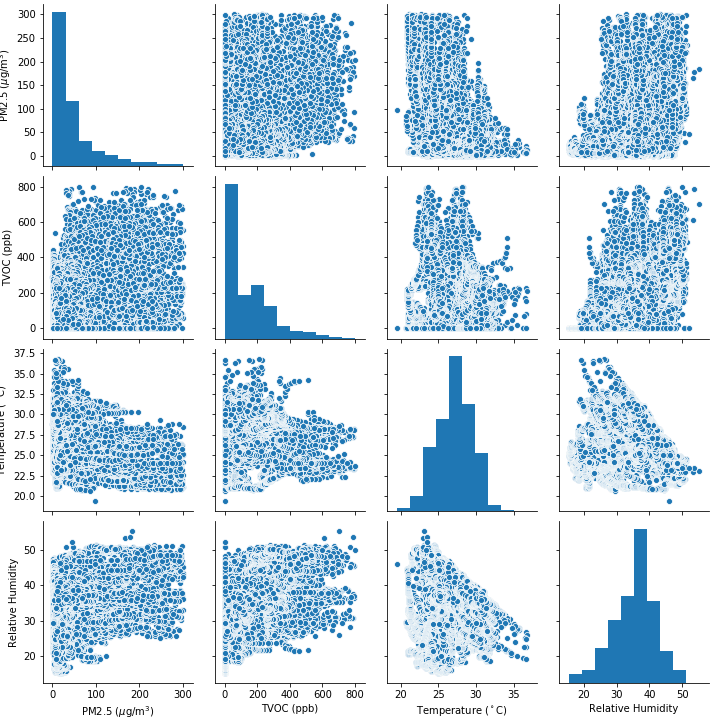 300
250
200
150
100
50
0
PM2.5 (μg/m³)
800
600
400
200
0
TVOC (ppb)
37.5
35.0
32.5
30.0
27.5
25.0
22.5
20.0
Temperature (°C)
50
40
30
20
Relative Humidity
0 100 200 300
0 200 400 600 800
20 25 30 35
20 30 40 50
PM2.5 (μg/m³)
TVOC (ppb)
Temperature (°C)
Relative Humidity